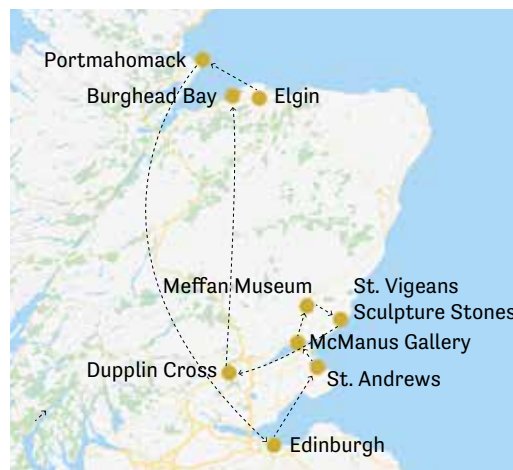 Portmahomack
Burghead Bay
Elgin
Meffan Museum
St. Vigeans
Sculpture Stones
McManus Gallery
Dupplin Cross
St. Andrews
Edinburgh